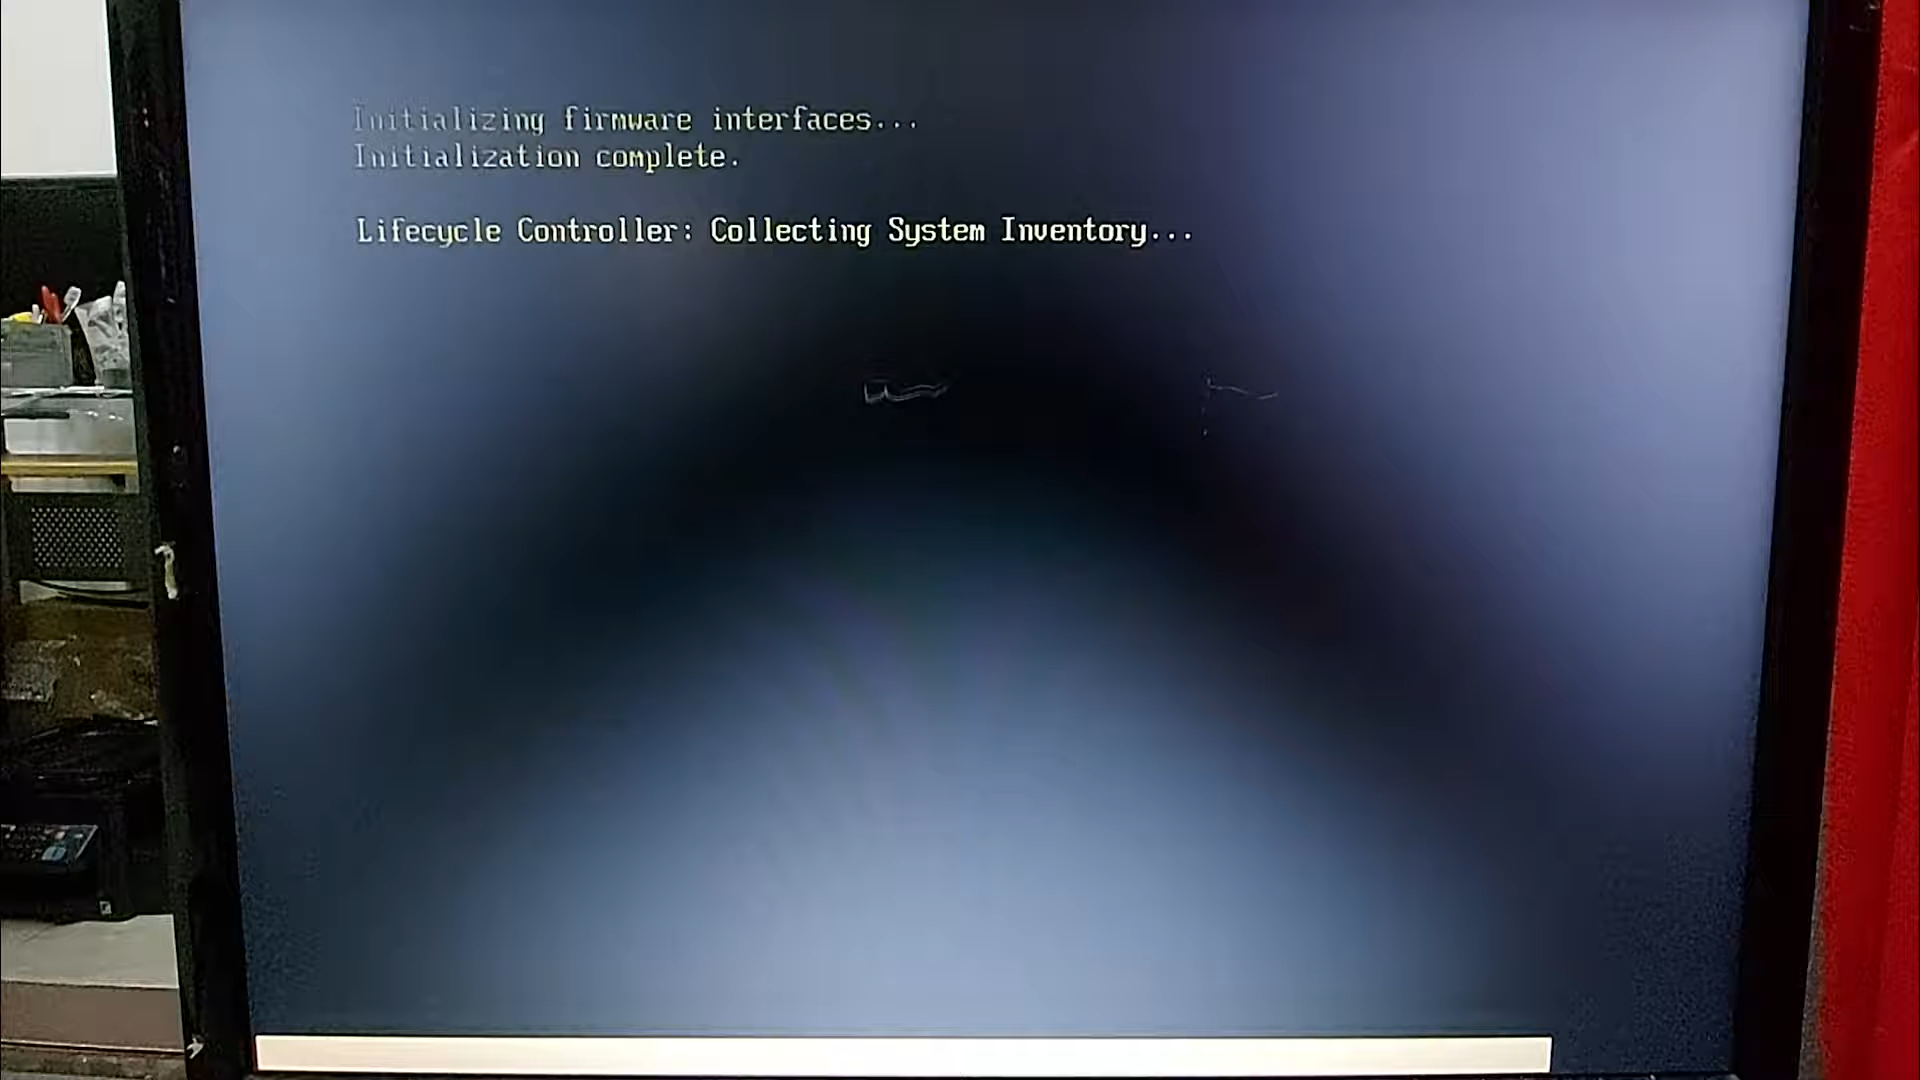 Initializing firmware interfaces...
Initialization complete.
Lifecycle Controller: Collecting System Inventory...